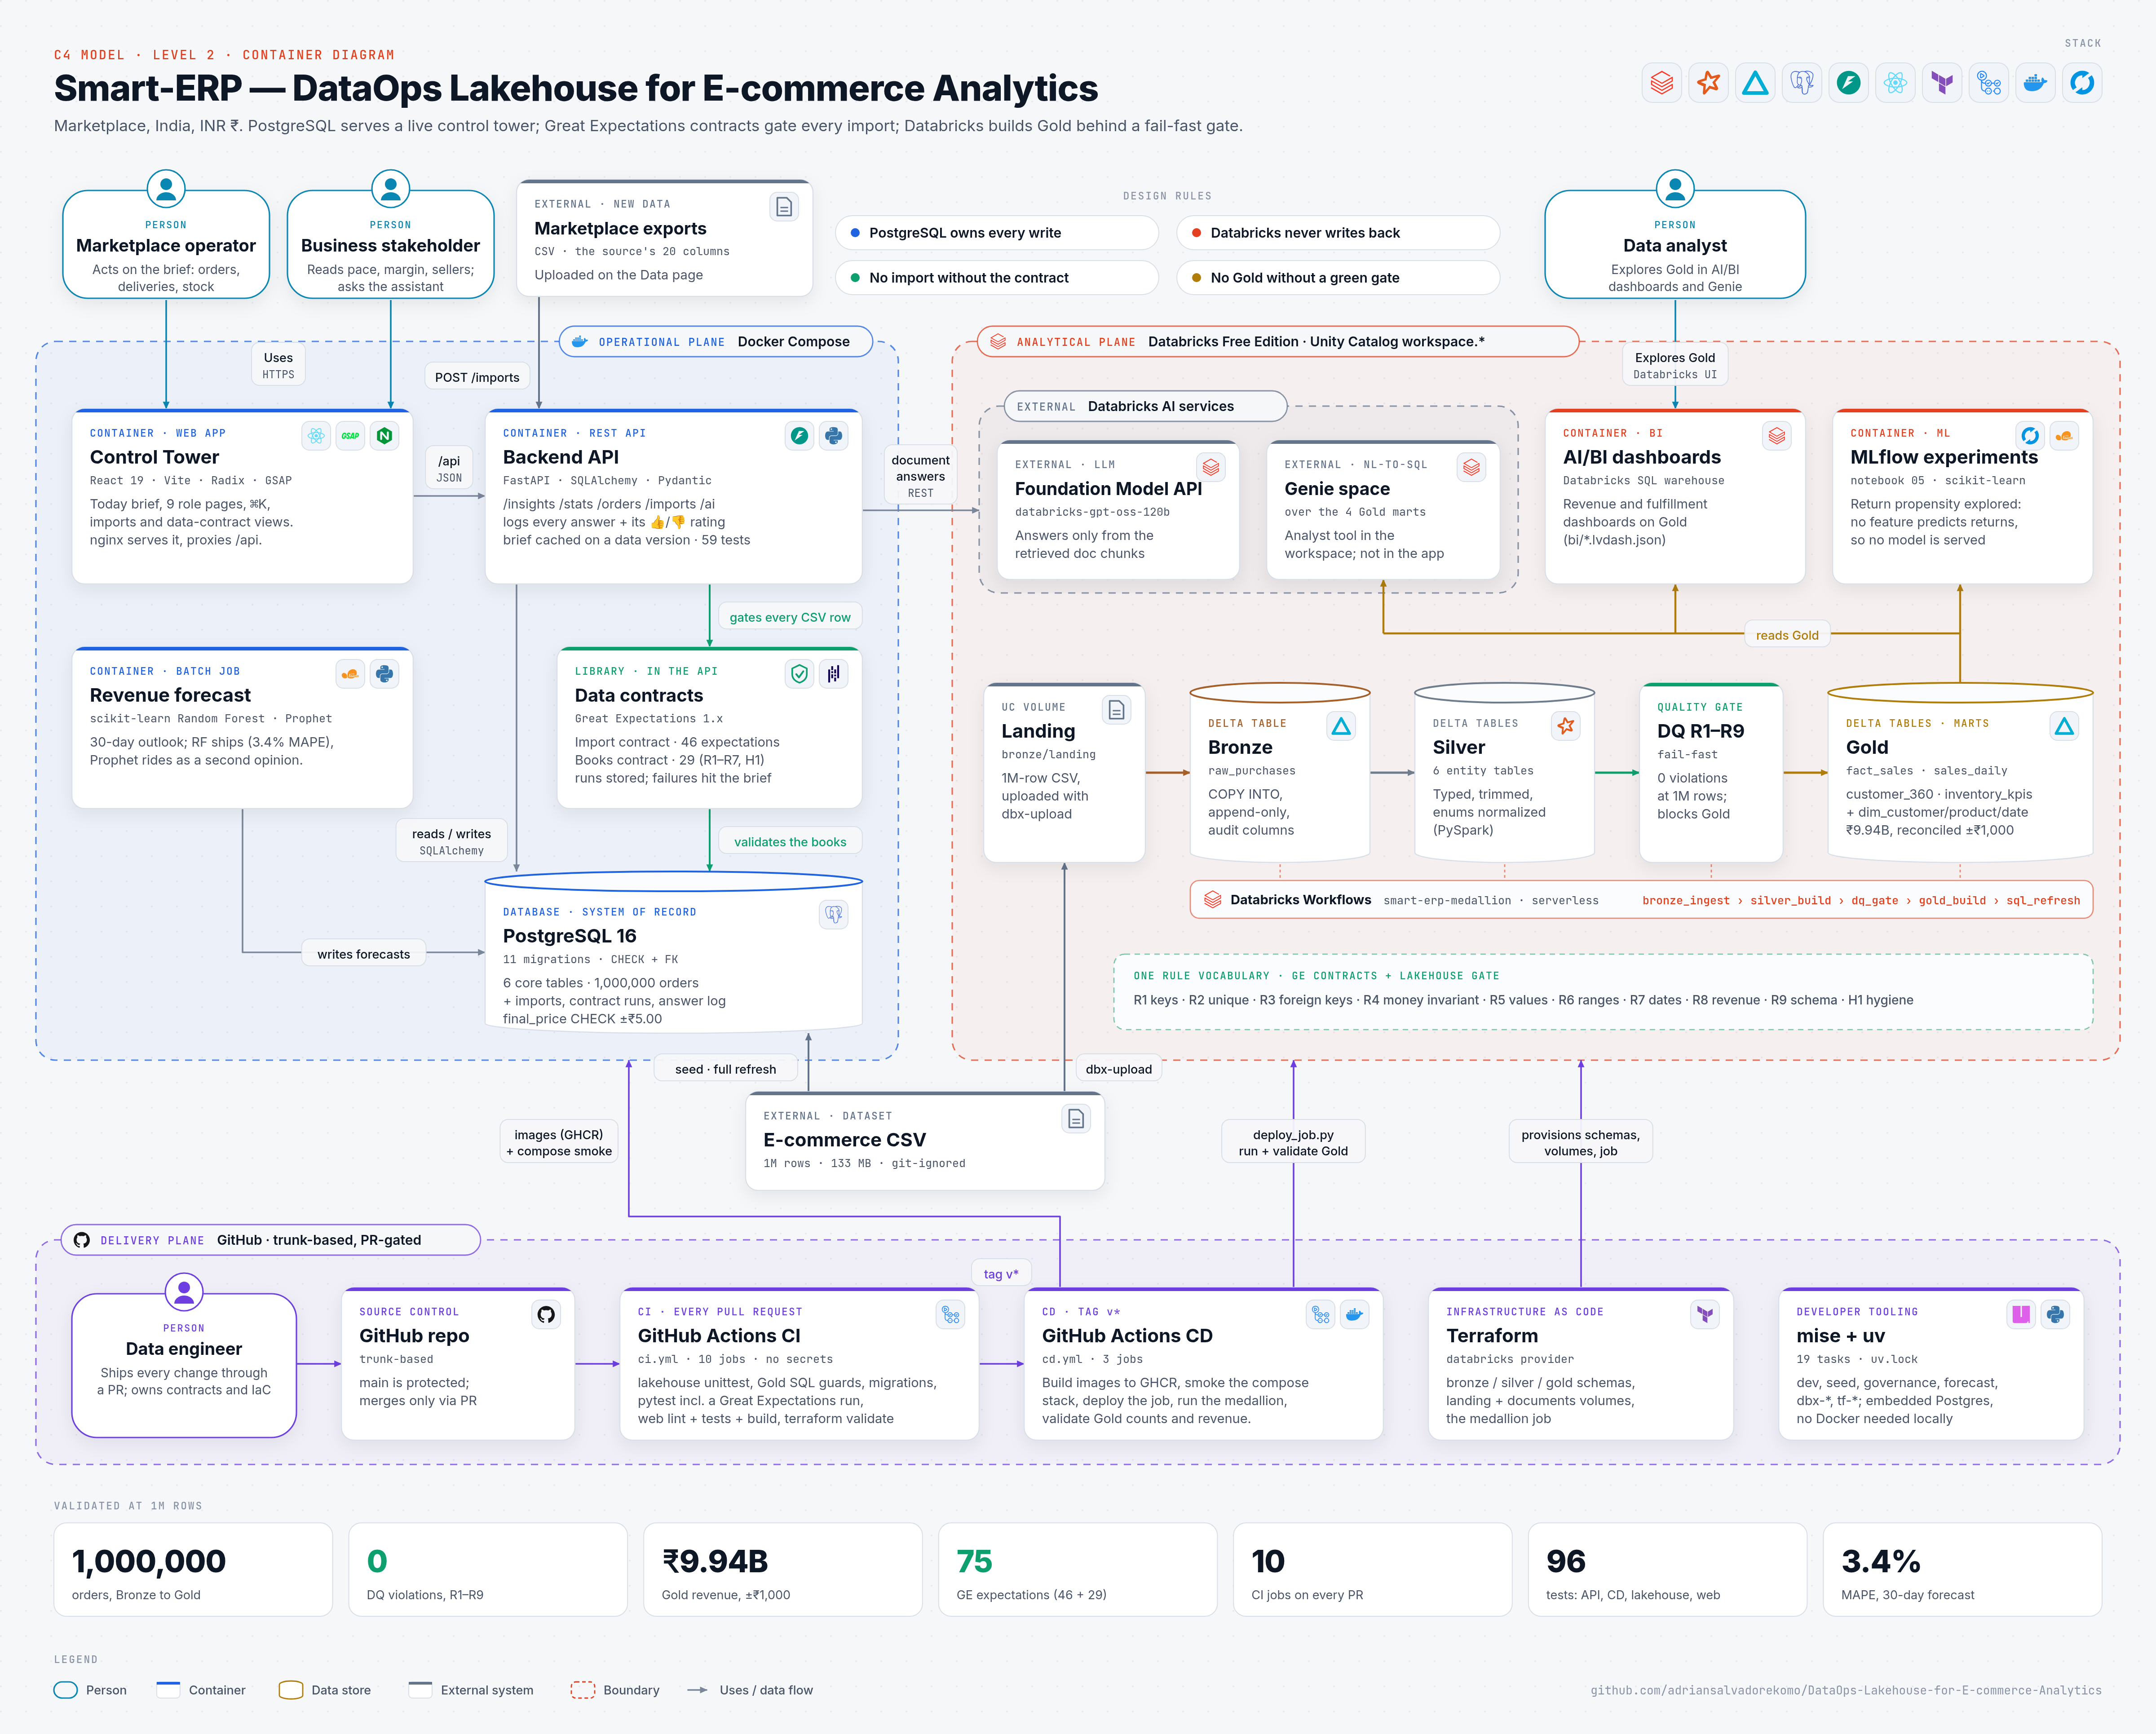 C4 MODEL · LEVEL 2 · CONTAINER DIAGRAM
Smart-ERP — DataOps Lakehouse for E-commerce Analytics
Marketplace, India, INR ₹. PostgreSQL serves a live control tower; Great Expectations contracts gate every import; Databricks builds Gold behind a fail-fast gate.
STACK
PERSON
Marketplace operator
Acts on the brief: orders,
deliveries, stock
PERSON
Business stakeholder
Reads pace, margin, sellers;
asks the assistant
EXTERNAL · NEW DATA
Marketplace exports
CSV · the source's 20 columns
Uploaded on the Data page
DESIGN RULES
PostgreSQL owns every write
Databricks never writes back
No import without the contract
No Gold without a green gate
PERSON
Data analyst
Explores Gold in AI/BI
dashboards and Genie
OPERATIONAL PLANE Docker Compose
Uses
HTTPS
POST /imports
CONTAINER · WEB APP
GSAP
Control Tower
React 19 · Vite · Radix · GSAP
Today brief, 9 role pages, ⌘K,
imports and data-contract views.
nginx serves it, proxies /api.
/api
JSON
CONTAINER · REST API
Backend API
FastAPI · SQLAlchemy · Pydantic
/insights /stats /orders /imports /ai
logs every answer + its 👍/👎 rating
brief cached on a data version · 59 tests
document
answers
REST
gates every CSV row
CONTAINER · BATCH JOB
Revenue forecast
scikit-learn Random Forest · Prophet
30-day outlook; RF ships (3.4% MAPE),
Prophet rides as a second opinion.
LIBRARY · IN THE API
Data contracts
Great Expectations 1.x
Import contract · 46 expectations
Books contract · 29 (R1–R7, H1)
runs stored; failures hit the brief
reads / writes
SQLAlchemy
validates the books
writes forecasts
DATABASE · SYSTEM OF RECORD
PostgreSQL 16
11 migrations · CHECK + FK
6 core tables · 1,000,000 orders
+ imports, contract runs, answer log
final_price CHECK ±₹5.00
ANALYTICAL PLANE Databricks Free Edition · Unity Catalog workspace.*
Explores Gold
Databricks UI
EXTERNAL Databricks AI services
EXTERNAL · LLM
Foundation Model API
databricks-gpt-oss-120b
Answers only from the
retrieved doc chunks
EXTERNAL · NL-TO-SQL
Genie space
over the 4 Gold marts
Analyst tool in the
workspace; not in the app
CONTAINER · BI
AI/BI dashboards
Databricks SQL warehouse
Revenue and fulfillment
dashboards on Gold
(bi/*.lvdash.json)
CONTAINER · ML
MLflow experiments
notebook 05 · scikit-learn
Return propensity explored:
no feature predicts returns,
so no model is served
reads Gold
UC VOLUME
Landing
bronze/landing
1M-row CSV,
uploaded with
dbx-upload
DELTA TABLE
Bronze
raw_purchases
COPY INTO,
append-only,
audit columns
DELTA TABLES
Silver
6 entity tables
Typed, trimmed,
enums normalized
(PySpark)
QUALITY GATE
DQ R1–R9
fail-fast
0 violations
at 1M rows;
blocks Gold
DELTA TABLES · MARTS
Gold
fact_sales · sales_daily
customer_360 · inventory_kpis
+ dim_customer/product/date
₹9.94B, reconciled ±₹1,000
Databricks Workflows smart-erp-medallion · serverless bronze_ingest › silver_build › dq_gate › gold_build › sql_refresh
ONE RULE VOCABULARY · GE CONTRACTS + LAKEHOUSE GATE
R1 keys · R2 unique · R3 foreign keys · R4 money invariant · R5 values · R6 ranges · R7 dates · R8 revenue · R9 schema · H1 hygiene
seed · full refresh
dbx-upload
EXTERNAL · DATASET
E-commerce CSV
1M rows · 133 MB · git-ignored
images (GHCR)
+ compose smoke
deploy_job.py
run + validate Gold
provisions schemas,
volumes, job
DELIVERY PLANE GitHub · trunk-based, PR-gated
tag v*
PERSON
Data engineer
Ships every change through
a PR; owns contracts and IaC
SOURCE CONTROL
GitHub repo
trunk-based
main is protected;
merges only via PR
CI · EVERY PULL REQUEST
GitHub Actions CI
ci.yml · 10 jobs · no secrets
lakehouse unittest, Gold SQL guards, migrations,
pytest incl. a Great Expectations run,
web lint + tests + build, terraform validate
CD · TAG v*
GitHub Actions CD
cd.yml · 3 jobs
Build images to GHCR, smoke the compose
stack, deploy the job, run the medallion,
validate Gold counts and revenue.
INFRASTRUCTURE AS CODE
Terraform
databricks provider
bronze / silver / gold schemas,
landing + documents volumes,
the medallion job
DEVELOPER TOOLING
mise + uv
19 tasks · uv.lock
dev, seed, governance, forecast,
dbx-*, tf-*; embedded Postgres,
no Docker needed locally
VALIDATED AT 1M ROWS
1,000,000
orders, Bronze to Gold
0
DQ violations, R1–R9
₹9.94B
Gold revenue, ±₹1,000
75
GE expectations (46 + 29)
10
CI jobs on every PR
96
tests: API, CD, lakehouse, web
3.4%
MAPE, 30-day forecast
LEGEND
Person
Container
Data store
External system
Boundary
Uses / data flow
github.com/adriansalvadorekomo/DataOps-Lakehouse-for-E-commerce-Analytics